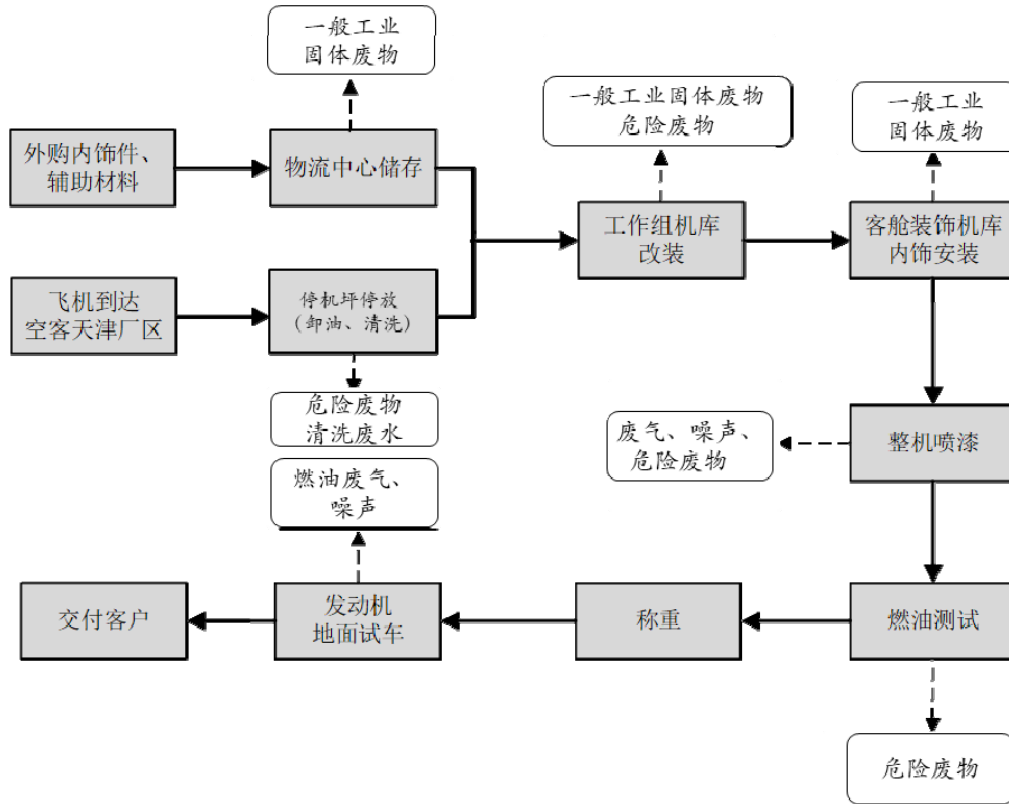 一般工业
固体废物
一般工业固体废物
危险废物
一般工业
固体废物
外购内饰件、
辅助材料
物流中心储存
工作组机库
改装
客舱装饰机库
内饰安装
飞机到达
空客天津厂区
停机坪停放
（卸油、清洗）
危险废物
清洗废水
废气、噪声、
危险废物
整机喷漆
燃油废气、
噪声
交付客户
发动机
地面试车
称重
燃油测试
危险废物